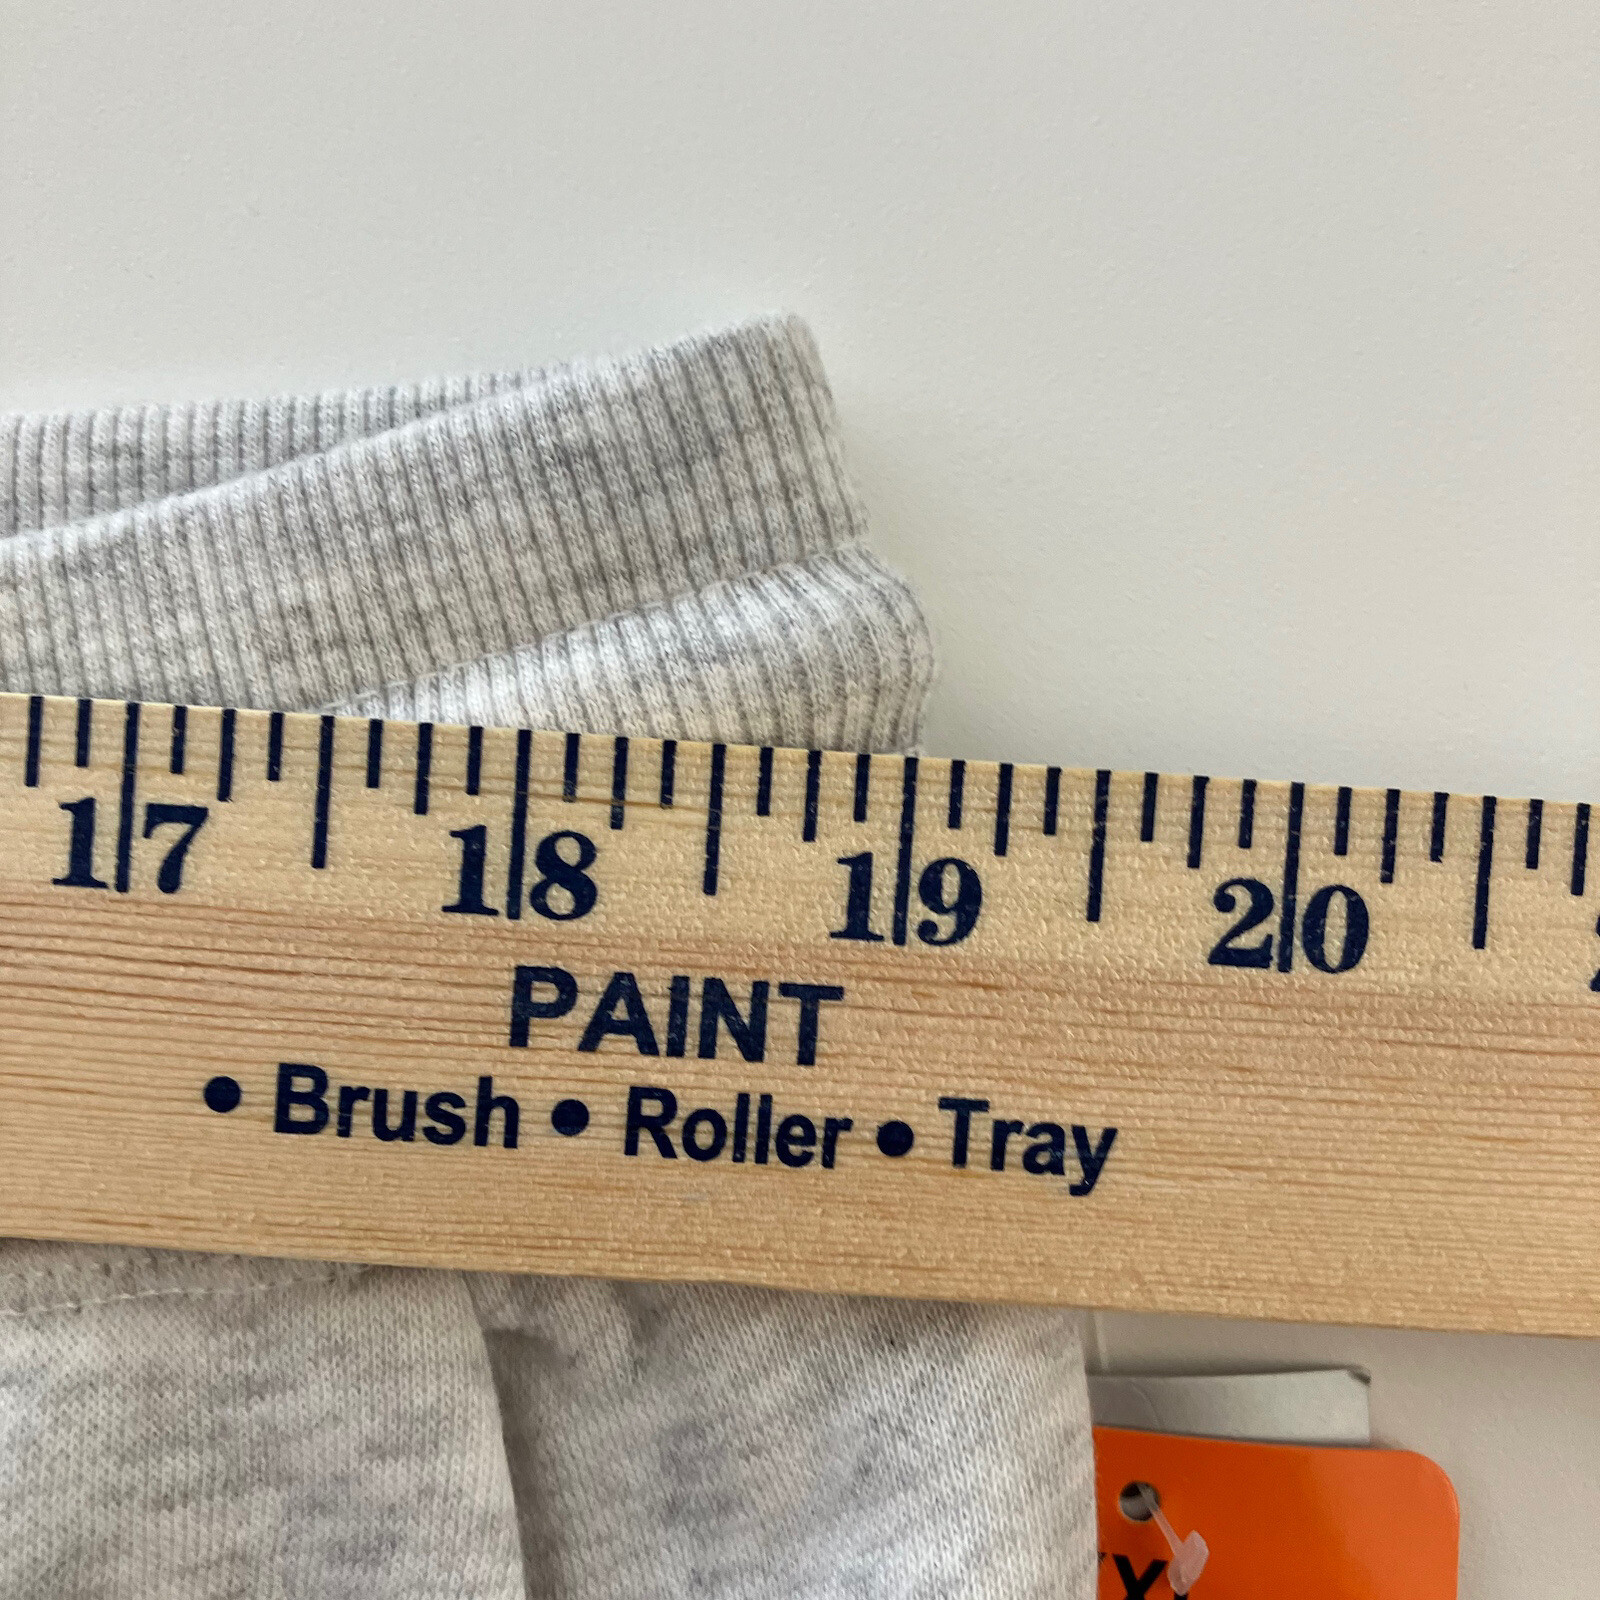 17 18 19 20
PAINT
• Brush • Roller • Tray